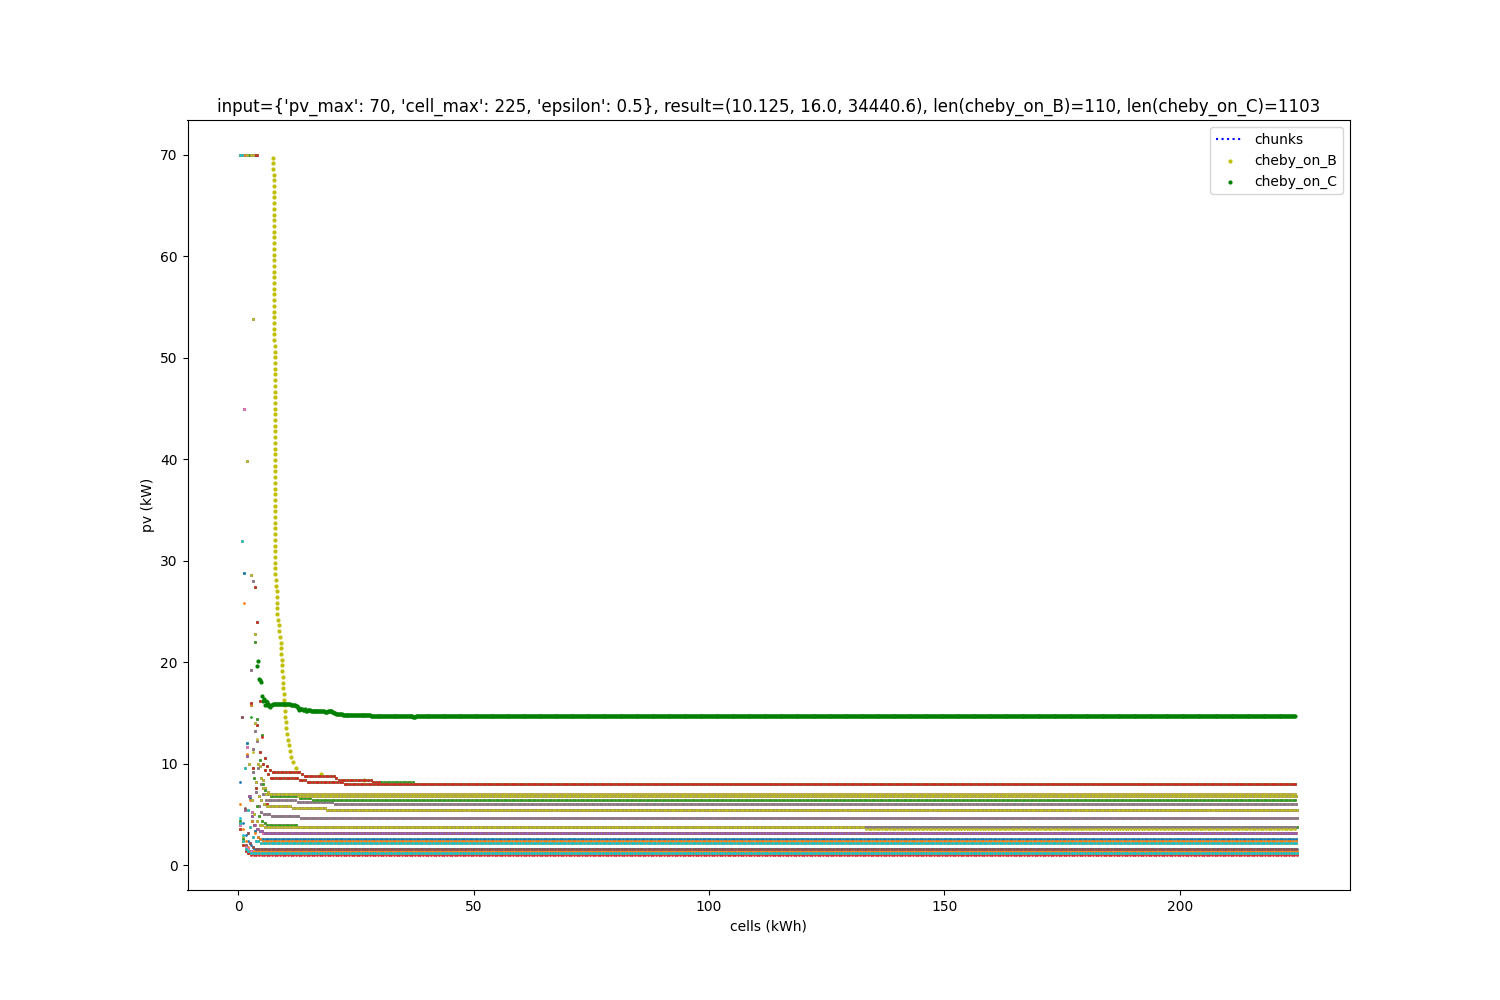 input={'pv_max': 70, 'cell_max': 225, 'epsilon': 0.5}, result=(10.125, 16.0, 34440.6), len(cheby_on_B)=110, len(cheby_on_C)=1103
chunks
cheby_on_B
cheby_on_C
70
60
50
40
30
20
10
0
pv (kW)
0
50
100
150
200
cells (kWh)